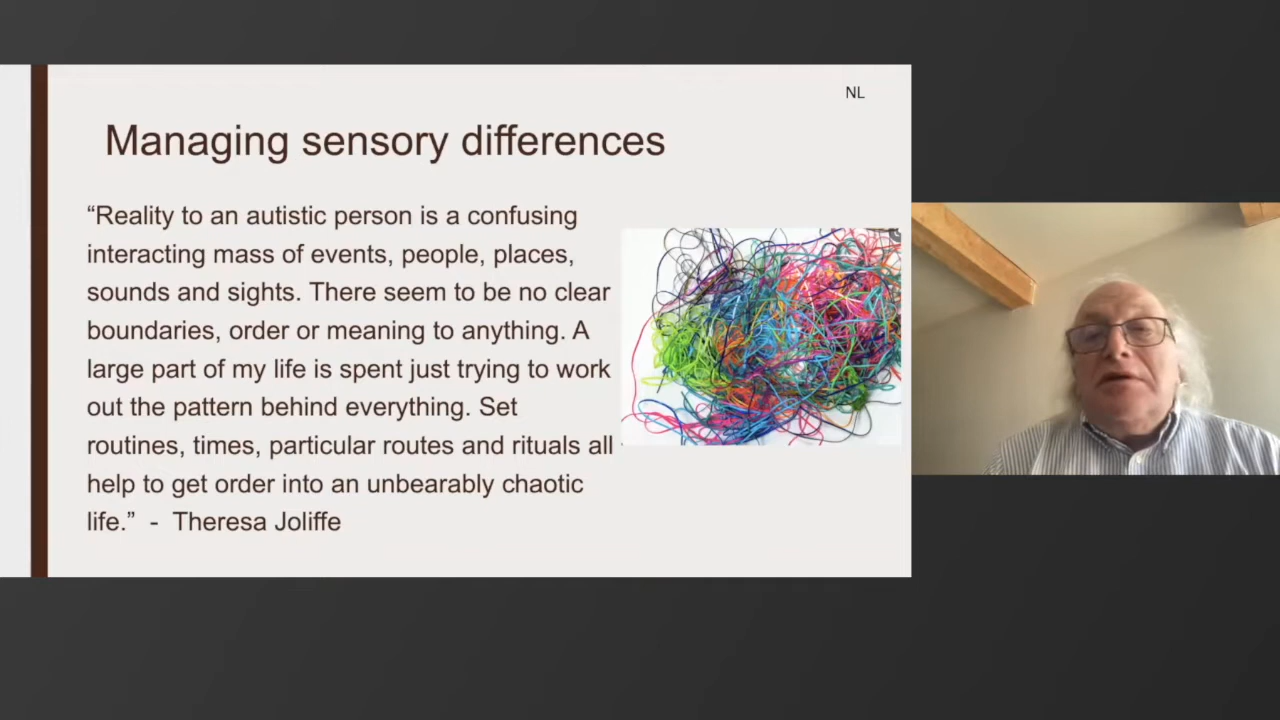 NL
Managing sensory differences
“Reality to an autistic person is a confusing
interacting mass of events, people, places,
sounds and sights. There seem to be no clear
boundaries, order or meaning to anything. A
large part of my life is spent just trying to work
out the pattern behind everything. Set
routines, times, particular routes and rituals all
help to get order into an unbearably chaotic
life.” - Theresa Joliffe